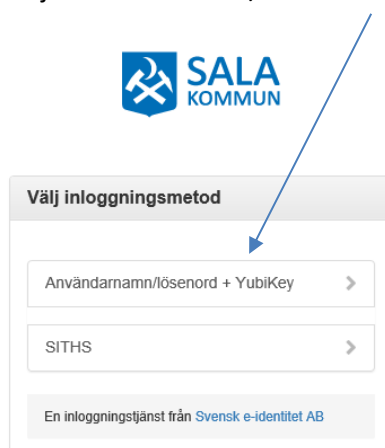 SALA
KOMMUN
Välj inloggningsmetod
Användarnamn/lösenord + YubiKey
SITHS
En inloggningstjänst från Svensk e-identitet AB